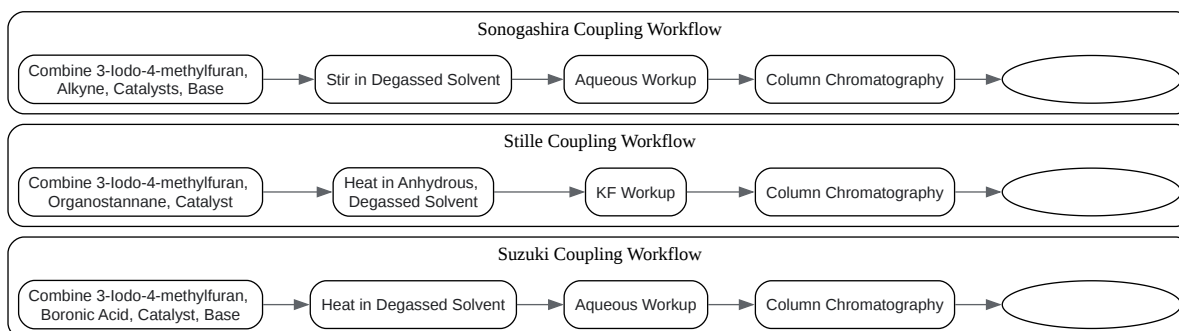 Sonogashira Coupling Workflow
Combine 3-Iodo-4-methylfuran,
Alkyne, Catalysts, Base
Stir in Degassed Solvent
Aqueous Workup
Column Chromatography
Stille Coupling Workflow
Combine 3-Iodo-4-methylfuran,
Organostannane, Catalyst
Heat in Anhydrous,
Degassed Solvent
KF Workup
Column Chromatography
Suzuki Coupling Workflow
Combine 3-Iodo-4-methylfuran,
Boronic Acid, Catalyst, Base
Heat in Degassed Solvent
Aqueous Workup
Column Chromatography